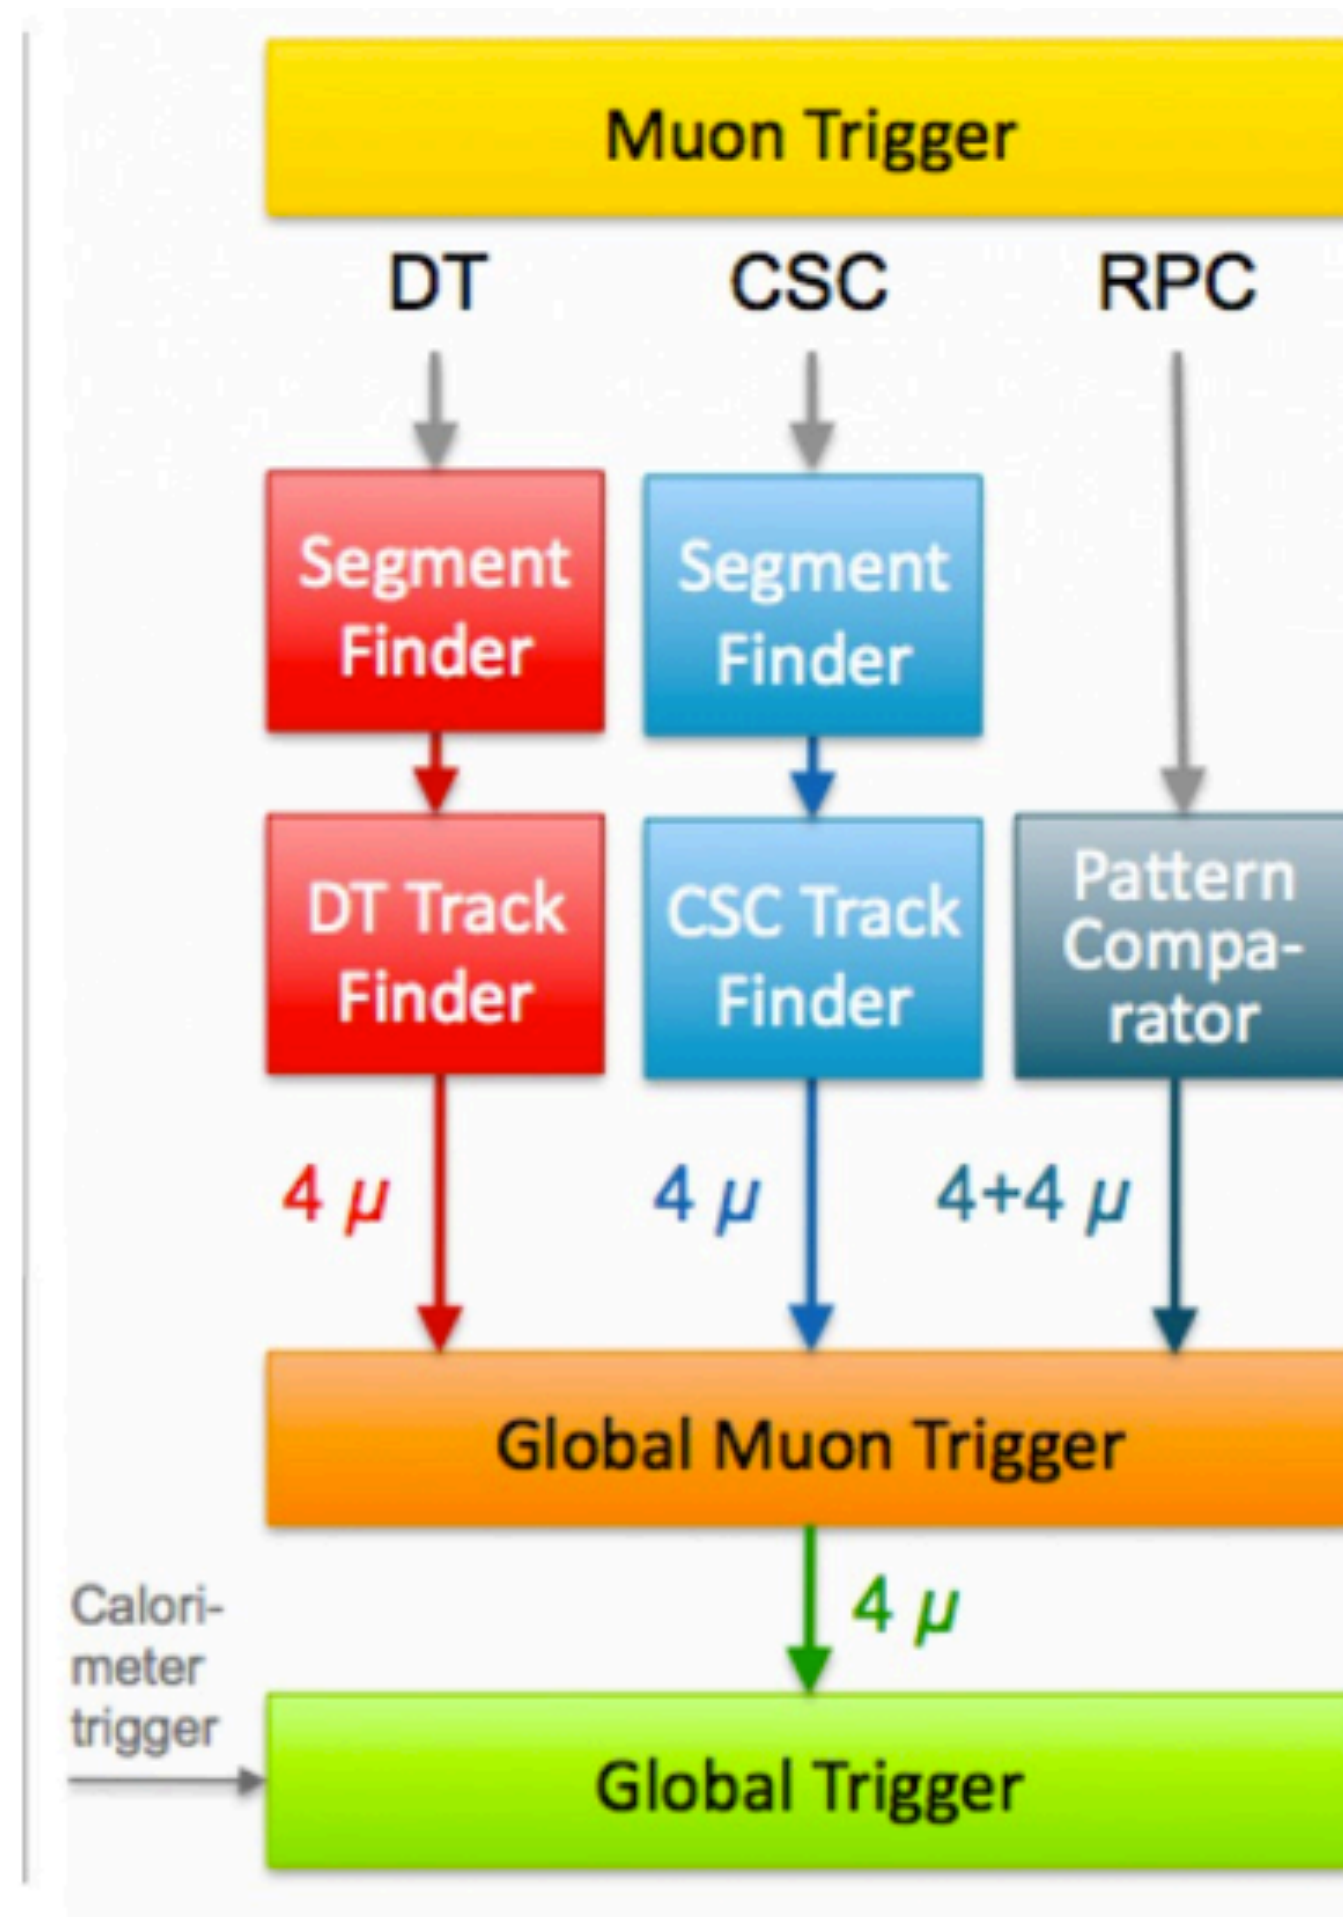 Muon Trigger
DT
CSC
RPC
Segment
Finder
Segment
Finder
DT Track
Finder
CSC Track
Finder
Pattern
Compa-
rator
4 μ
4 μ
4+4 μ
Global Muon Trigger
4 μ
Calori-
meter
trigger
Global Trigger